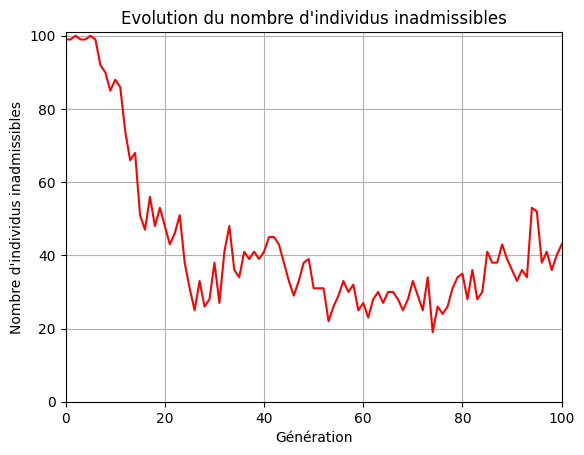 Evolution du nombre d'individus inadmissibles
Nombre d'individus inadmissibles
100
80
60
40
20
0
0 20 40 60 80 100
Génération